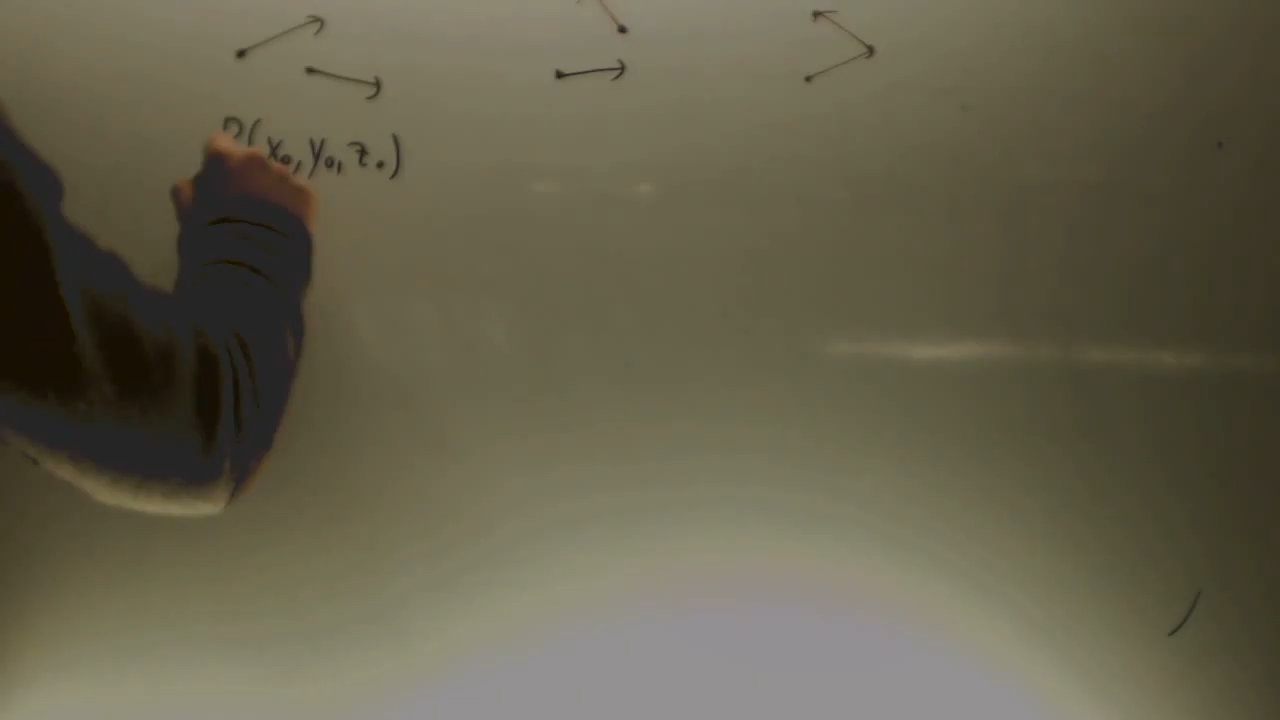 P(x₀, y₀, z₀)